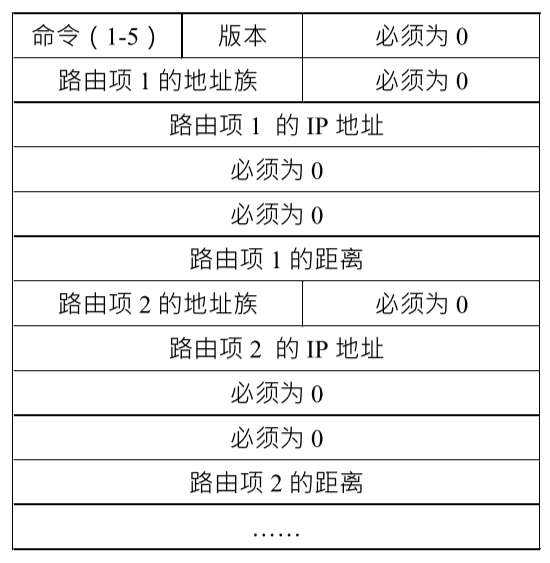 命令（1-5） 版本 必须为 0
路由项 1 的地址族 必须为 0
路由项 1 的 IP 地址
必须为 0
必须为 0
路由项 1 的距离
路由项 2 的地址族 必须为 0
路由项 2 的 IP 地址
必须为 0
必须为 0
路由项 2 的距离
……